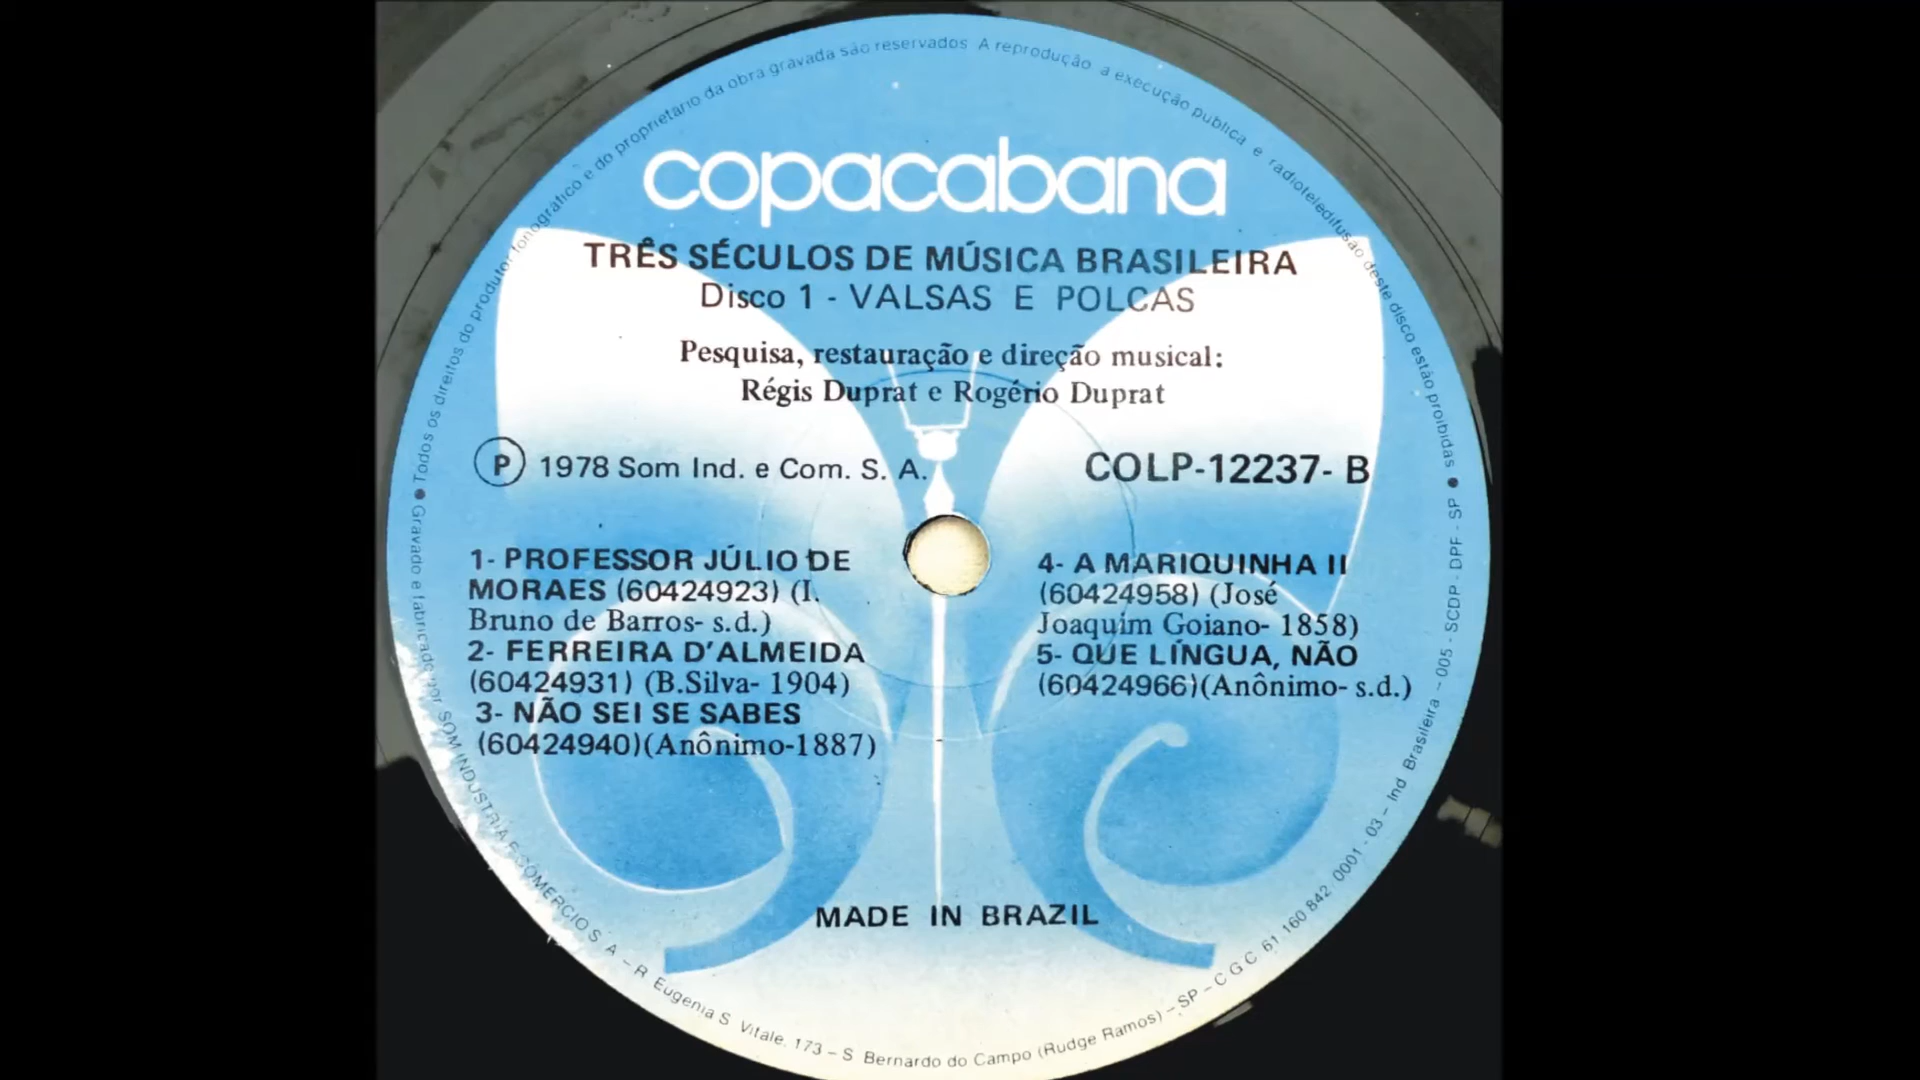 copacabana
TRÊS SÉCULOS DE MÚSICA BRASILEIRA
Disco 1 - VALSAS E POLCAS
Pesquisa, restauração e direção musical:
Régis Duprat e Rogério Duprat
P 1978 Som Ind. e Com. S. A.
COLP-12237- B
1- PROFESSOR JÚLIO DE
MORAES (60424923) (I.
Bruno de Barros- s.d.)
2- FERREIRA D'ALMEIDA
(60424931) (B.Silva- 1904)
3- NÃO SEI SE SABES
(60424940)(Anônimo-1887)
4- A MARIQUINHA II
(60424958) (José
Joaquim Goiano- 1858)
5- QUE LÍNGUA, NÃO
(60424966)(Anônimo- s.d.)
MADE IN BRAZIL
● Todos os direitos do produtor fonográfico e do proprietario da obra gravada são reservados A reprodução a execução publica e radioteledifusão deste disco estão proibidas ●
Gravado e fabricado por SOM INDUSTRIA E COMERCIO S A – R Eugenia S Vitale, 173 – S Bernardo do Campo (Rudge Ramos) – SP – C G C 61 160 842 0001 - 03 – Ind Brasileira – 005 - SCDP - DPF - SP